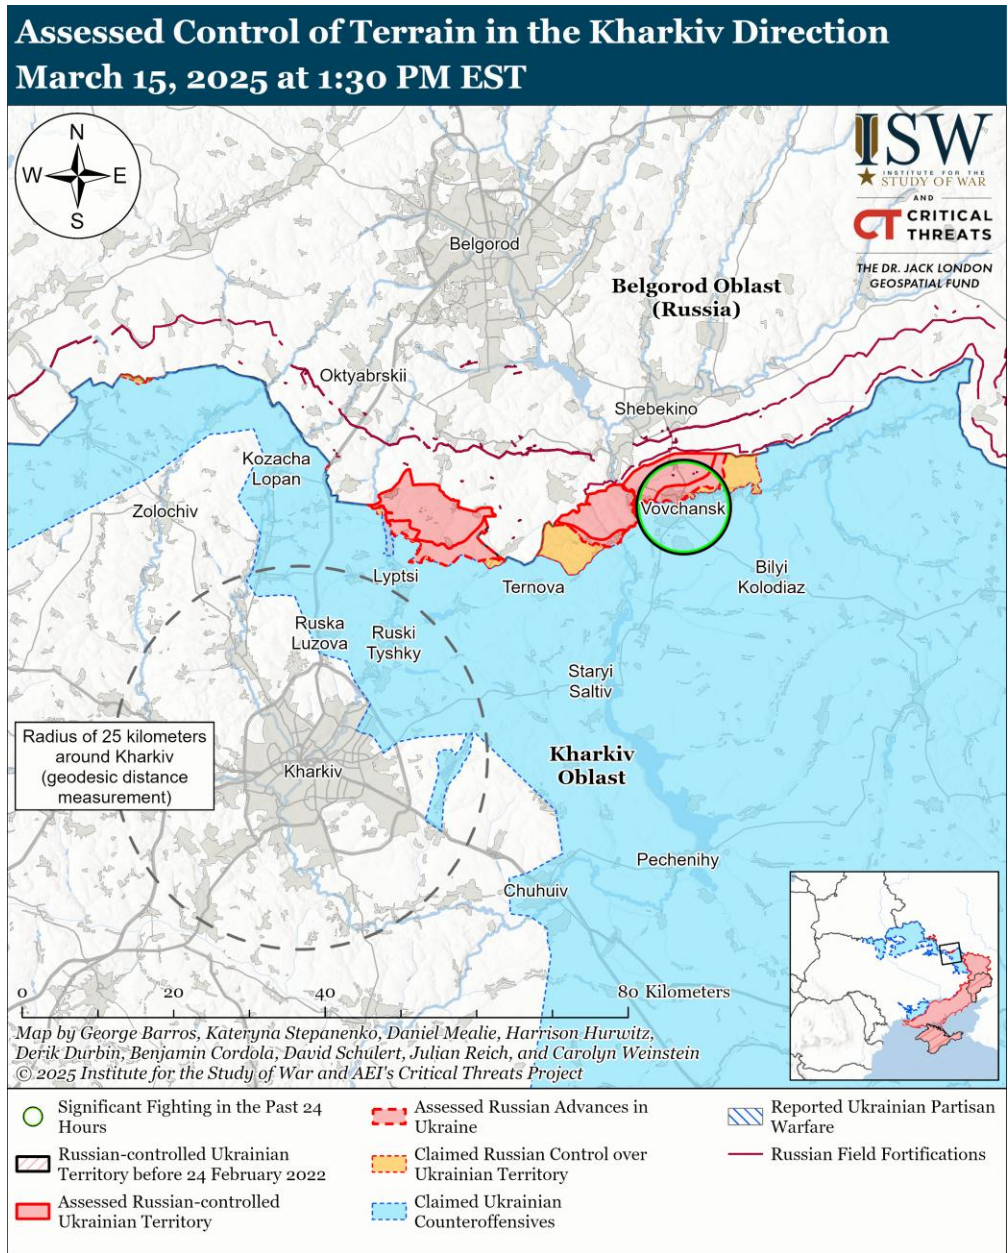 Assessed Control of Terrain in the Kharkiv Direction
March 15, 2025 at 1:30 PM EST
N
W
E
S
ISW
INSTITUTE FOR THE
STUDY OF WAR
AND
CT CRITICAL
THREATS
THE DR. JACK LONDON
GEOSPATIAL FUND
Belgorod
Belgorod Oblast
(Russia)
Oktyabrskii
Shebekino
Kozacha
Lopan
Zolochiv
Vovchansk
Lyptsi
Ternova
Bilyi
Kolodiaz
Ruska
Luzova
Ruski
Tyshky
Staryi
Saltiv
Radius of 25 kilometers
around Kharkiv
(geodesic distance
measurement)
Kharkiv
Kharkiv
Oblast
Pechenihy
Chuhuiv
0
20
40
80 Kilometers
Map by George Barros, Kateryna Stepanenko, Daniel Mealie, Harrison Hurwitz,
Derik Durbin, Benjamin Cordola, David Schulert, Julian Reich, and Carolyn Weinstein
© 2025 Institute for the Study of War and AEI's Critical Threats Project
Significant Fighting in the Past 24
Hours
Russian-controlled Ukrainian
Territory before 24 February 2022
Assessed Russian-controlled
Ukrainian Territory
Assessed Russian Advances in
Ukraine
Claimed Russian Control over
Ukrainian Territory
Claimed Ukrainian
Counteroffensives
Reported Ukrainian Partisan
Warfare
Russian Field Fortifications